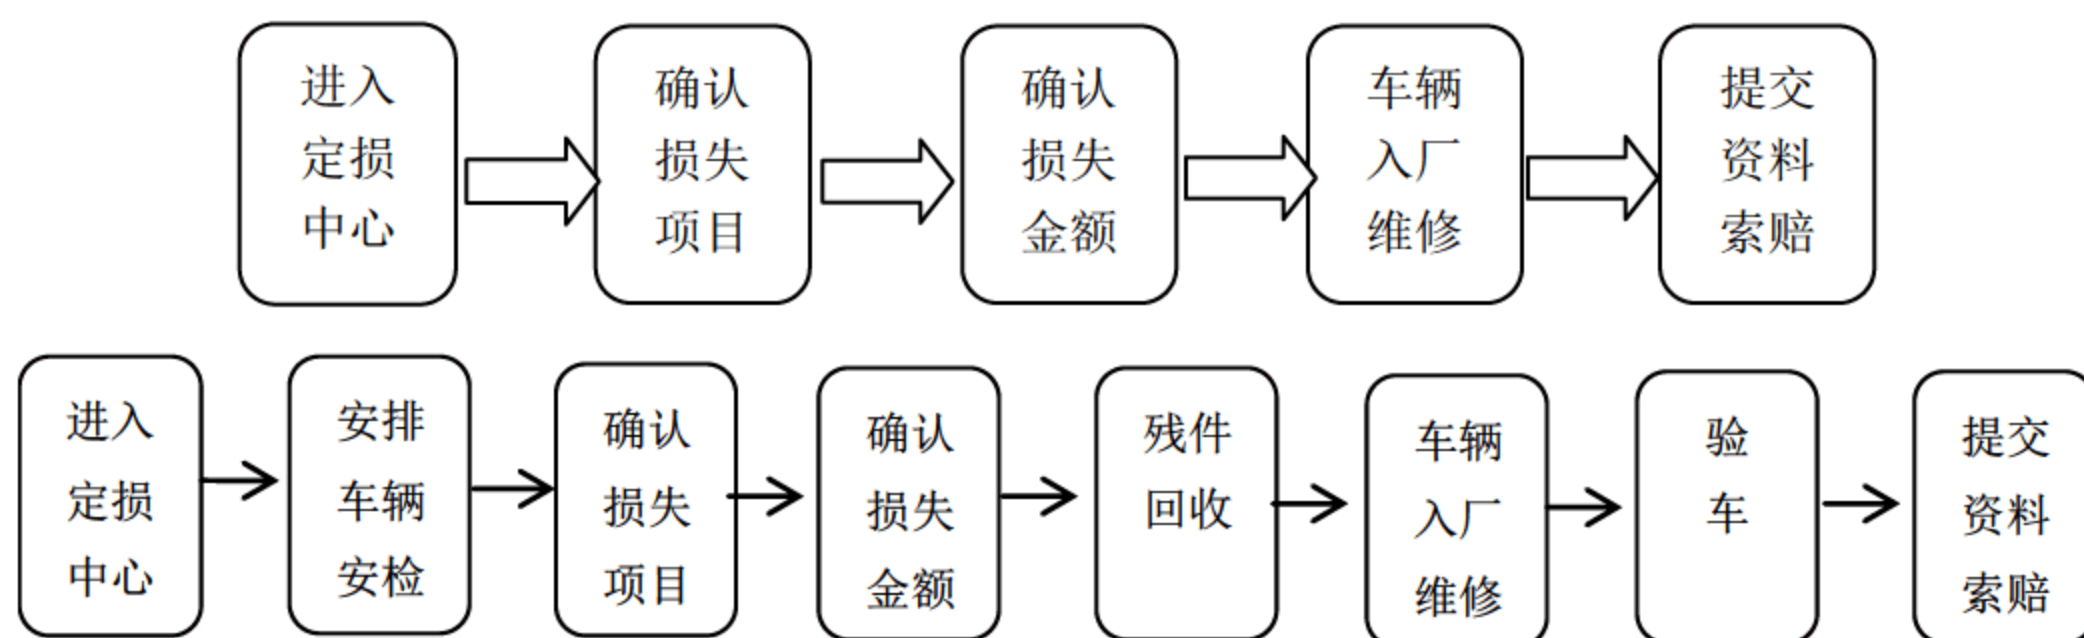 进入
定损
中心
确认
损失
项目
确认
损失
金额
车辆
入厂
维修
提交
资料
索赔
进入
定损
中心
安排
车辆
安检
确认
损失
项目
确认
损失
金额
残件
回收
车辆
入厂
维修
验
车
提交
资料
索赔